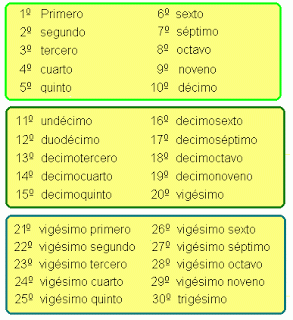 1º Primero 6º sexto
2º segundo 7º séptimo
3º tercero 8º octavo
4º cuarto 9º noveno
5º quinto 10º décimo
11º undécimo 16º decimosexto
12º duodécimo 17º decimoséptimo
13º decimotercero 18º decimoctavo
14º decimocuarto 19º decimonoveno
15º decimoquinto 20º vigésimo
21º vigésimo primero 26º vigésimo sexto
22º vigésimo segundo 27º vigésimo séptimo
23º vigésimo tercero 28º vigésimo octavo
24º vigésimo cuarto 29º vigésimo noveno
25º vigésimo quinto 30º trigésimo